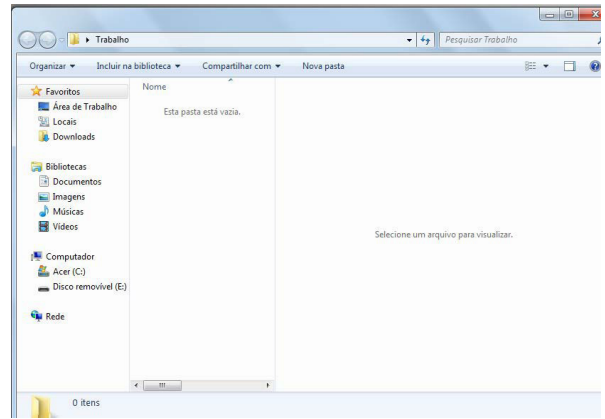 Trabalho
Pesquisar Trabalho
Organizar
Incluir na biblioteca
Compartilhar com
Nova pasta
Favoritos
Área de Trabalho
Locais
Downloads
Bibliotecas
Documentos
Imagens
Músicas
Vídeos
Computador
Acer (C:)
Disco removível (E:)
Rede
Nome
Esta pasta está vazia.
Selecione um arquivo para visualizar.
0 itens